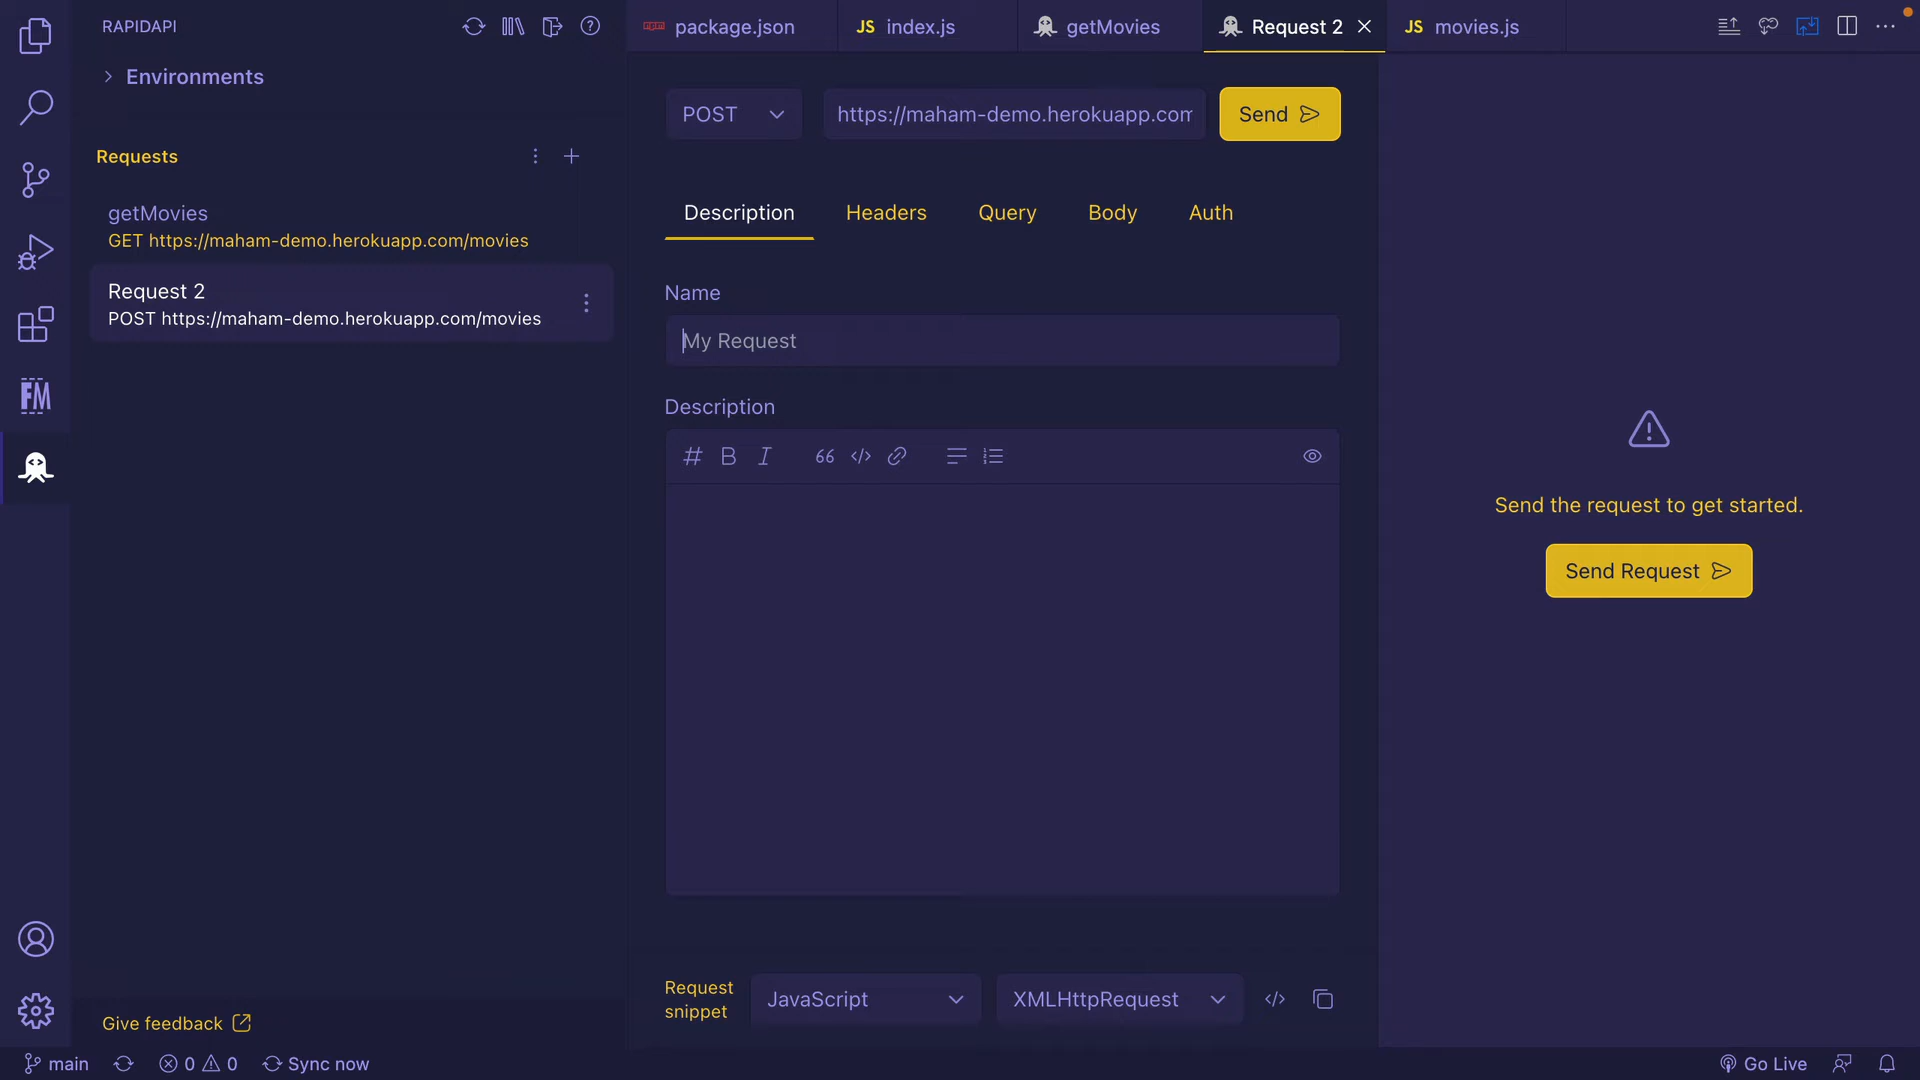 RAPIDAPI
Environments
Requests
getMovies
GET https://maham-demo.herokuapp.com/movies
Request 2
POST https://maham-demo.herokuapp.com/movies
Give feedback
package.json
JS index.js
getMovies
Request 2
JS movies.js
POST
https://maham-demo.herokuapp.com
Send
Description
Headers
Query
Body
Auth
Name
My Request
Description
Request
snippet
JavaScript
XMLHttpRequest
Send the request to get started.
Send Request
FM
main
0
0
Sync now
Go Live